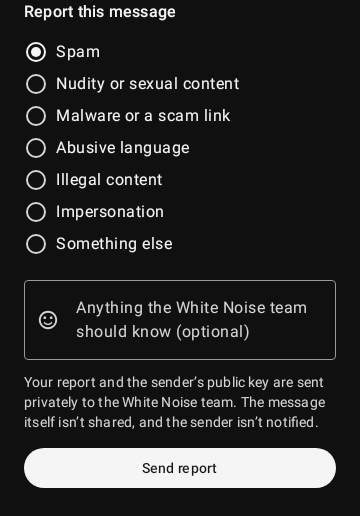 Report this message
Spam
Nudity or sexual content
Malware or a scam link
Abusive language
Illegal content
Impersonation
Something else
Anything the White Noise team
should know (optional)
Your report and the sender’s public key are sent
privately to the White Noise team. The message
itself isn’t shared, and the sender isn’t notified.
Send report